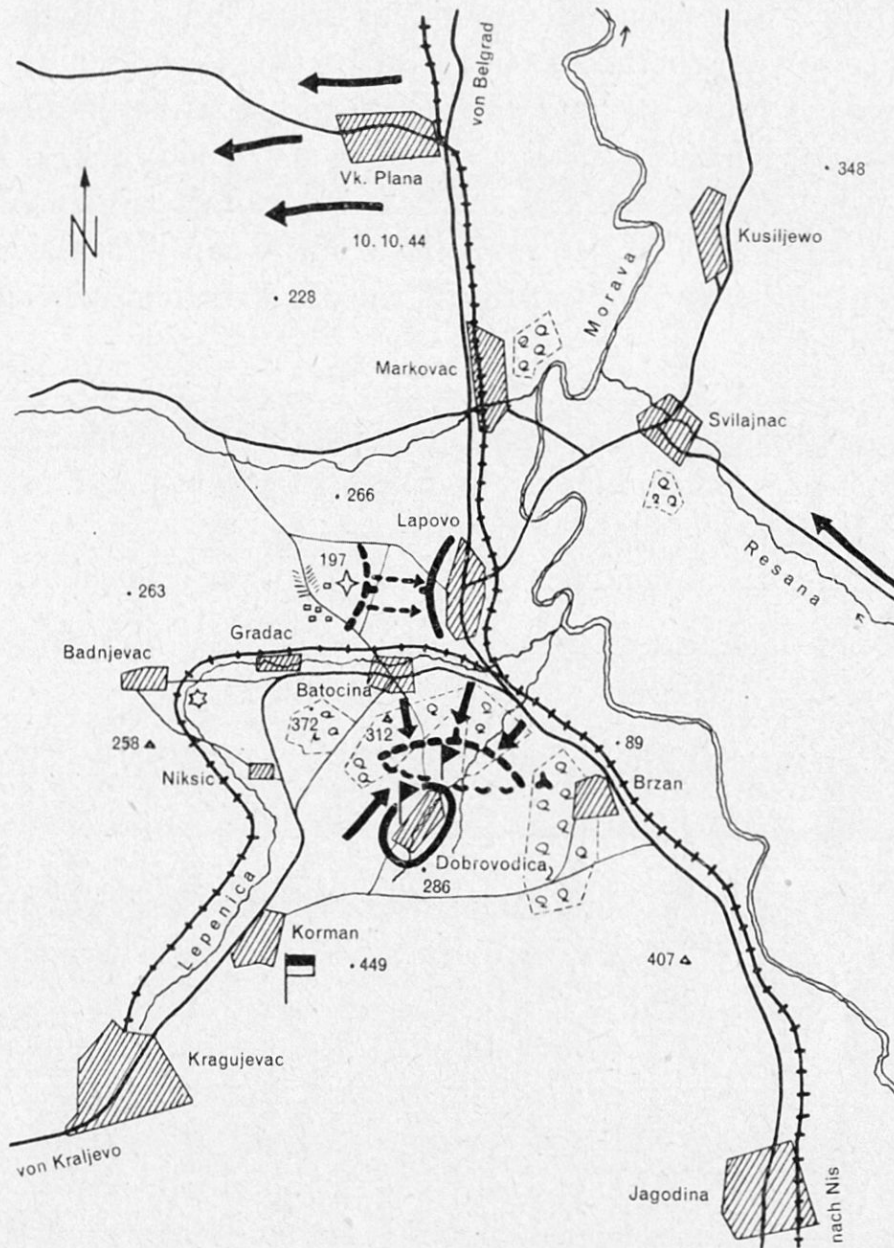 von Belgrad
Vk. Plana
348
N
Kusiljewo
10. 10. 44
228
Morava
Markovac
Svilajnac
266
Lapovo
197
Resana
263
Gradac
Badnjevac
Batocina
372
312
258
89
Niksic
Brzan
Dobrovodica
286
Lepenica
Korman
449
407
Kragujevac
von Kraljevo
Jagodina
nach Nis